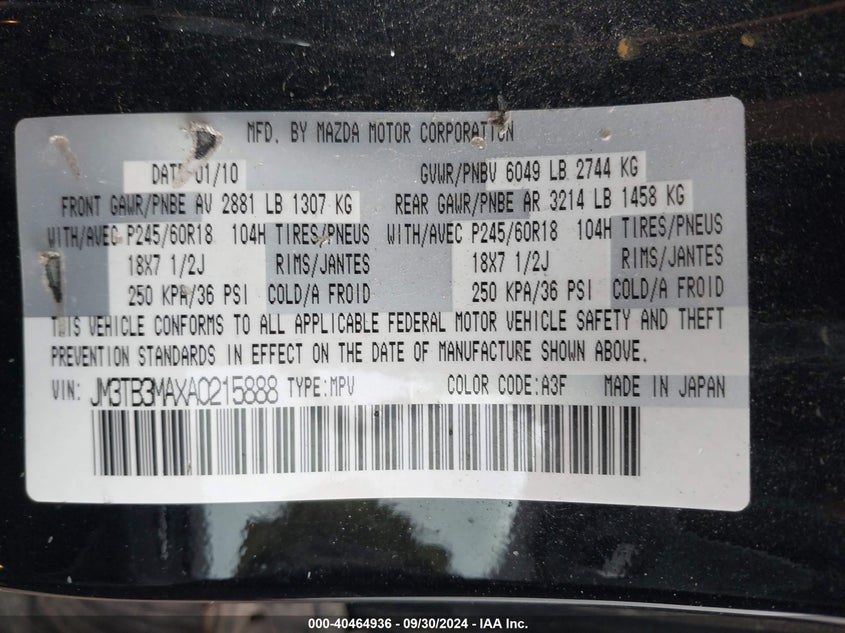 MFD. BY MAZDA MOTOR CORPORATION
DATE 01/10 GVWR/PNBV 6049 LB 2744 KG
FRONT GAWR/PNBE AV 2881 LB 1307 KG REAR GAWR/PNBE AR 3214 LB 1458 KG
WITH/AVEC P245/60R18 104H TIRES/PNEUS WITH/AVEC P245/60R18 104H TIRES/PNEUS
18X7 1/2J RIMS/JANTES 18X7 1/2J RIMS/JANTES
250 KPA/36 PSI COLD/A FROID 250 KPA/36 PSI COLD/A FROID
THIS VEHICLE CONFORMS TO ALL APPLICABLE FEDERAL MOTOR VEHICLE SAFETY AND THEFT
PREVENTION STANDARDS IN EFFECT ON THE DATE OF MANUFACTURE SHOWN ABOVE.
VIN: JM3TB3MAXA0215888 TYPE:MPV COLOR CODE:A3F MADE IN JAPAN
000-40464936 - 09/30/2024 - IAA Inc.